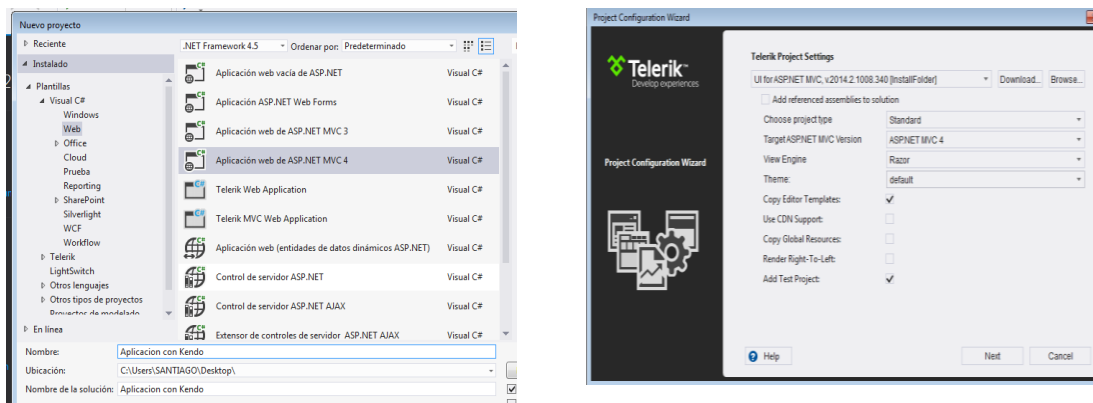 Nuevo proyecto
Reciente
.NET Framework 4.5
Ordenar por: Predeterminado
Instalado
Plantillas
Visual C#
Windows
Web
Office
Cloud
Prueba
Reporting
SharePoint
Silverlight
WCF
Workflow
Telerik
LightSwitch
Otros lenguajes
Otros tipos de proyectos
Proyectos de modelado
En línea
Aplicación web vacía de ASP.NET Visual C#
Aplicación ASP.NET Web Forms Visual C#
Aplicación web de ASP.NET MVC 3 Visual C#
Aplicación web de ASP.NET MVC 4 Visual C#
Telerik Web Application Visual C#
Telerik MVC Web Application Visual C#
Aplicación web (entidades de datos dinámicos ASP.NET) Visual C#
Control de servidor ASP.NET Visual C#
Control de servidor ASP.NET AJAX Visual C#
Extensor de controles de servidor ASP.NET AJAX Visual C#
Nombre: Aplicacion con Kendo
Ubicación: C:\Users\SANTIAGO\Desktop\
Nombre de la solución: Aplicacion con Kendo
Project Configuration Wizard
Telerik
Develop experiences
Project Configuration Wizard
Telerik Project Settings
UI for ASP.NET MVC, v.2014.2.1008.340 [InstallFolder] Download... Browse...
Add referenced assemblies to solution
Choose project type Standard
Target ASP.NET MVC Version ASP.NET MVC 4
View Engine Razor
Theme: default
Copy Editor Templates:
Use CDN Support:
Copy Global Resources:
Render Right-To-Left:
Add Test Project:
Help Next Cancel